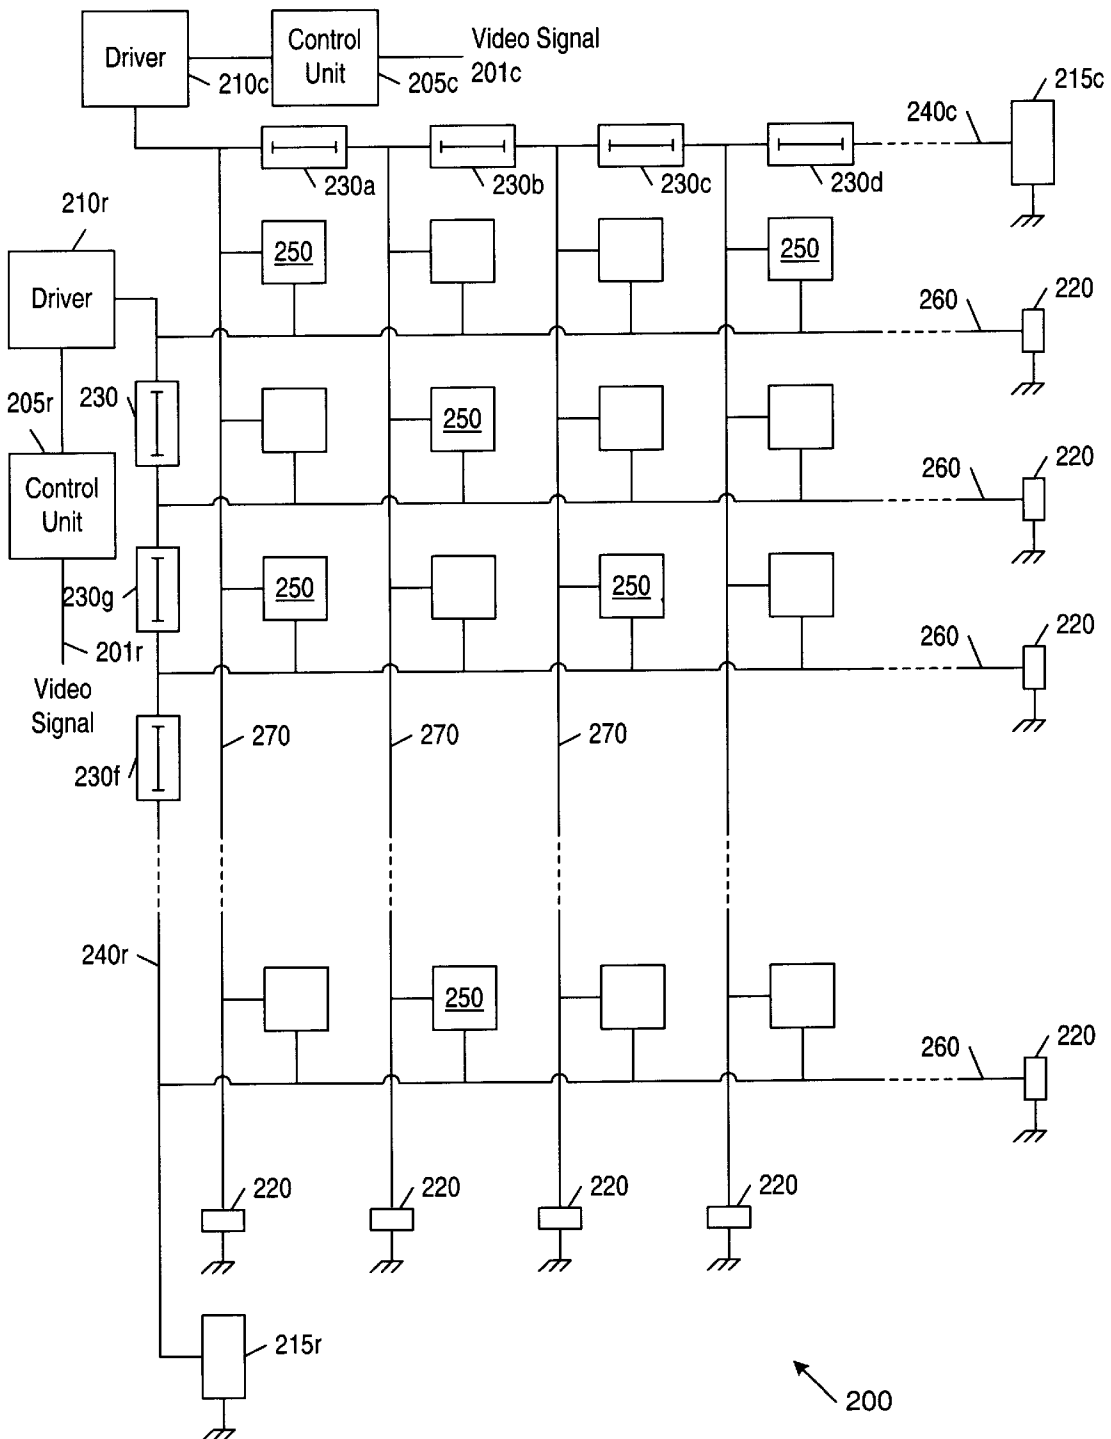 Driver
210c
Control
Unit
205c
Video Signal
201c
215c
240c
230a
230b
230c
230d
210r
Driver
250
250
260
220
205r
230
250
260
220
Control
Unit
230g
250
250
260
220
201r
Video
Signal
230f
270
270
270
240r
250
260
220
220
220
220
220
215r
200